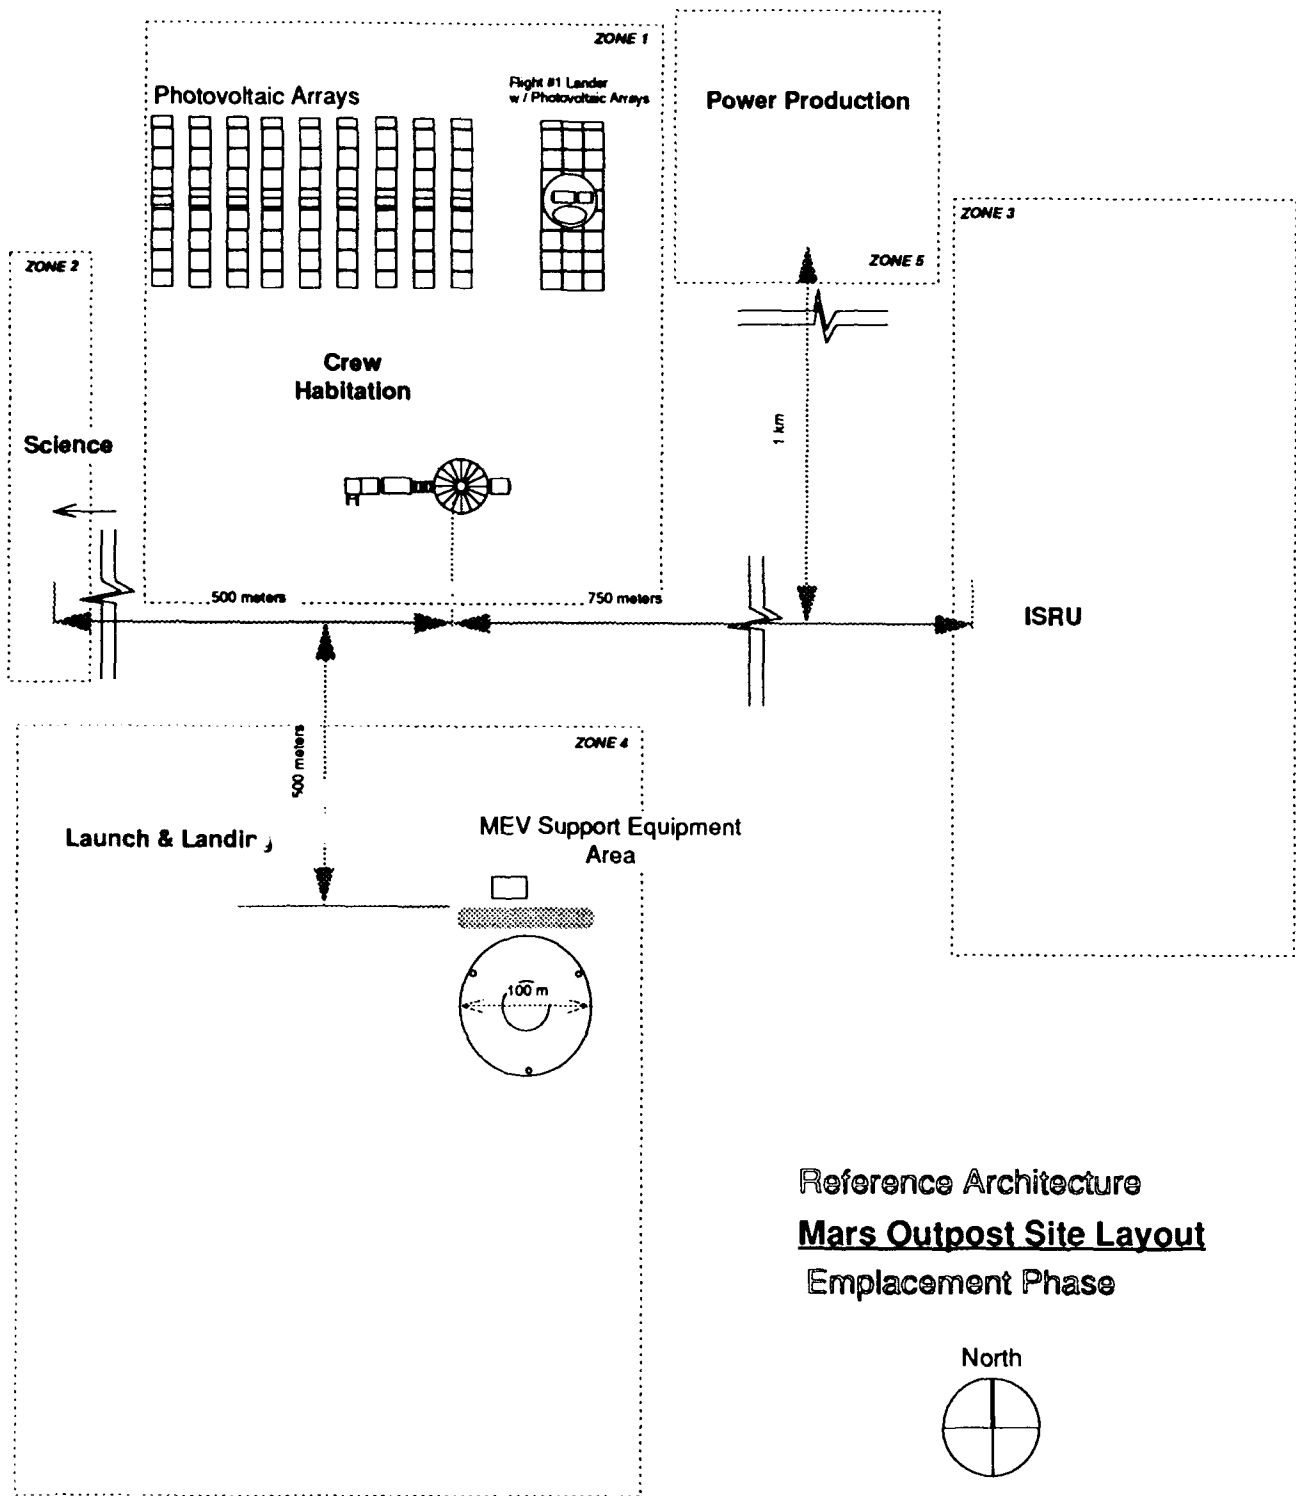 ZONE 1
Photovoltaic Arrays
Flight #1 Lander
w / Photovoltaic Arrays
Power Production
ZONE 3
ZONE 5
ZONE 2
Crew
Habitation
Science
1 km
500 meters
750 meters
ISRU
ZONE 4
500 meters
Launch & Landing
MEV Support Equipment
Area
100 m
Reference Architecture
Mars Outpost Site Layout
Emplacement Phase
North